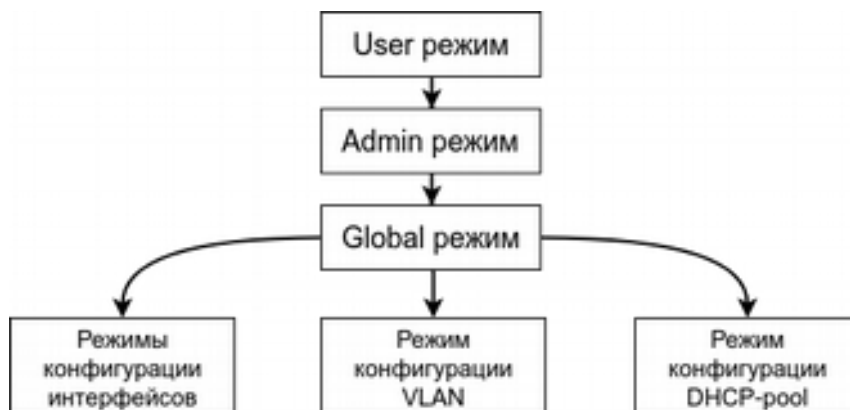 User режим
Admin режим
Global режим
Режимы
конфигурации
интерфейсов
Режим
конфигурации
VLAN
Режим
конфигурации
DHCP-pool